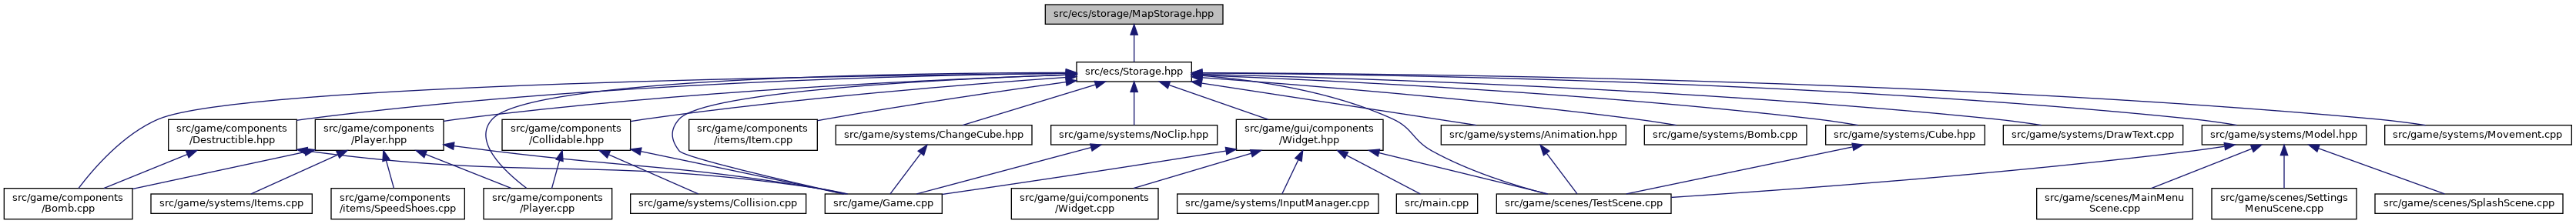 src/ecs/storage/MapStorage.hpp
src/ecs/Storage.hpp
src/game/components
/Destructible.hpp
src/game/components
/Player.hpp
src/game/components
/Collidable.hpp
src/game/components
/items/Item.cpp
src/game/systems/ChangeCube.hpp
src/game/systems/NoClip.hpp
src/game/gui/components
/Widget.hpp
src/game/systems/Animation.hpp
src/game/systems/Bomb.cpp
src/game/systems/Cube.hpp
src/game/systems/DrawText.cpp
src/game/systems/Model.hpp
src/game/systems/Movement.cpp
src/game/components
/Bomb.cpp
src/game/systems/Items.cpp
src/game/components
/items/SpeedShoes.cpp
src/game/components
/Player.cpp
src/game/systems/Collision.cpp
src/game/Game.cpp
src/game/gui/components
/Widget.cpp
src/game/systems/InputManager.cpp
src/main.cpp
src/game/scenes/TestScene.cpp
src/game/scenes/MainMenu
Scene.cpp
src/game/scenes/Settings
MenuScene.cpp
src/game/scenes/SplashScene.cpp